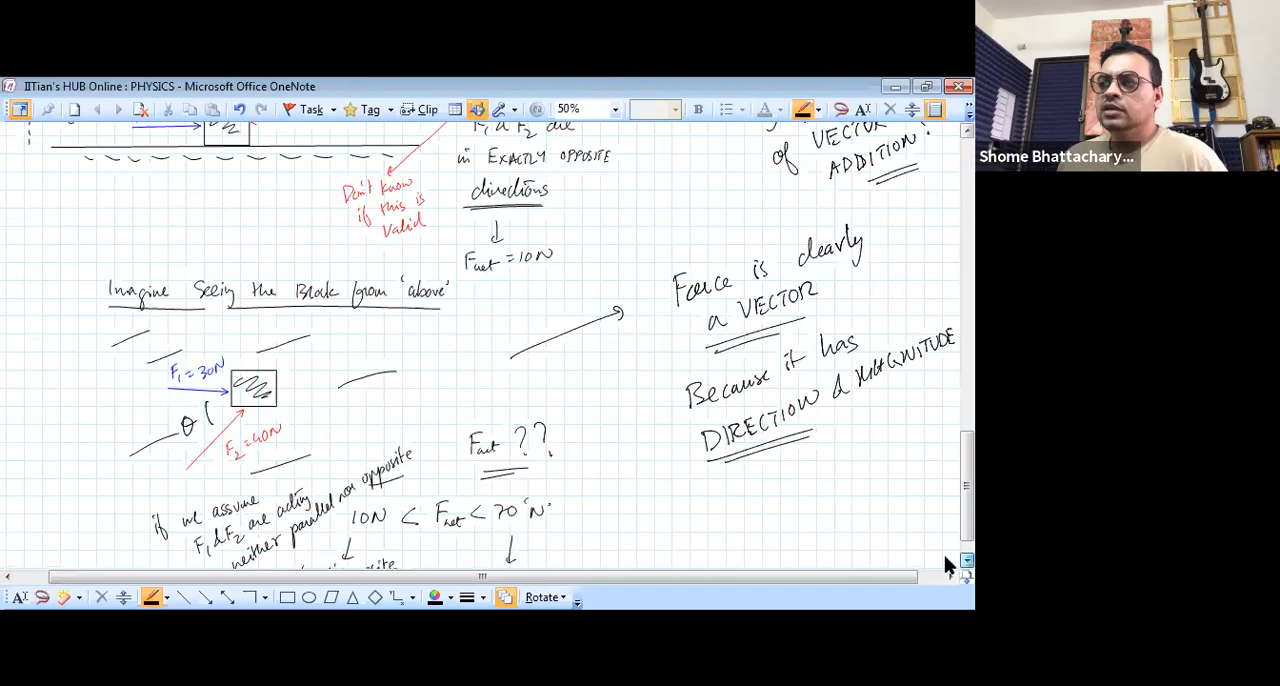 IITian's HUB Online : PHYSICS - Microsoft Office OneNote
Task Tag Clip 50% B A A
F1 & F2 are
in EXACTLY OPPOSITE
directions
Fnet = 10N
Don't know
if this is
valid
VECTOR
of ADDITION!
Shome Bhattachary...
Imagine Seeing the Block from 'above'
F1 = 30N
θ
F2 = 40N
Force is clearly
a VECTOR
Because it has
DIRECTION & MAGNITUDE
Fnet ??
if we assume
F1 & F2 are acting
neither parallel nor opposite
10N < Fnet < 70 N
opposite
A Rotate